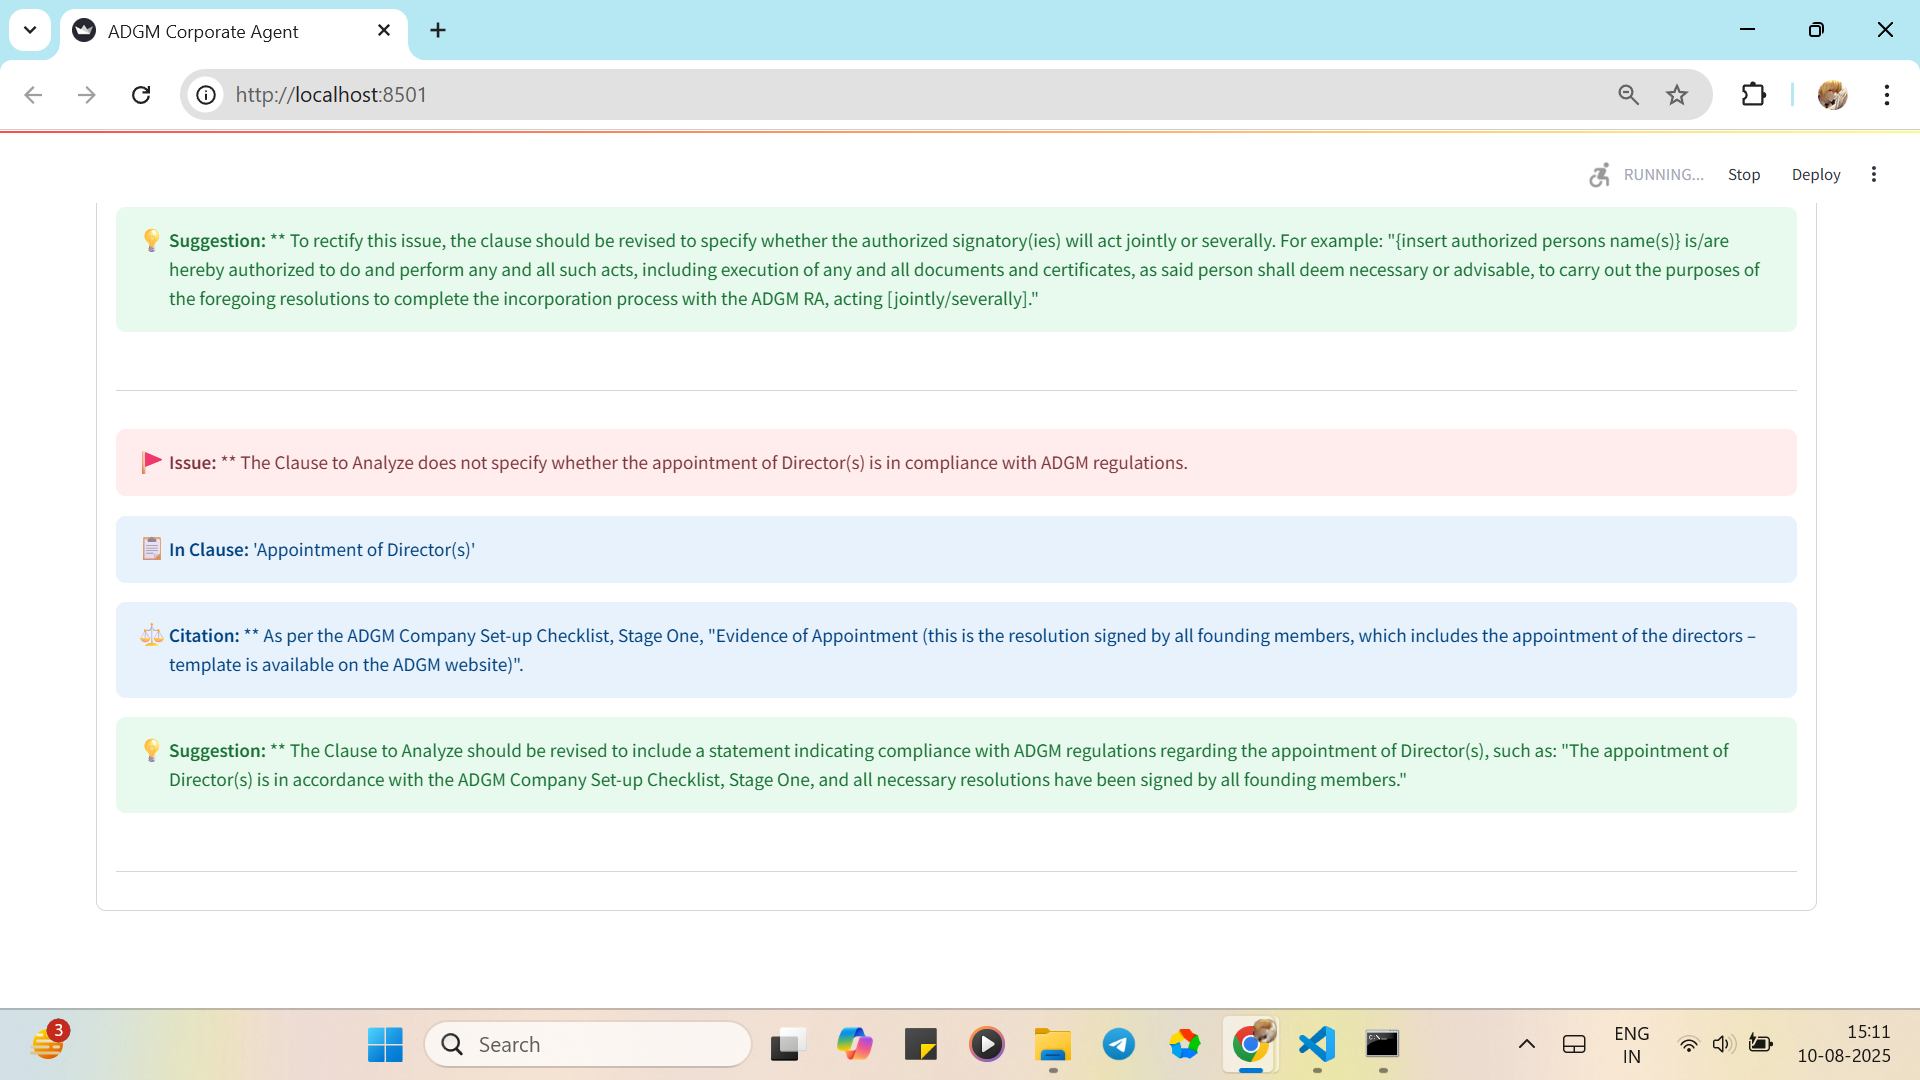 ADGM Corporate Agent
http://localhost:8501
RUNNING...
Stop
Deploy
Suggestion: ** To rectify this issue, the clause should be revised to specify whether the authorized signatory(ies) will act jointly or severally. For example: "{insert authorized persons name(s)} is/are
hereby authorized to do and perform any and all such acts, including execution of any and all documents and certificates, as said person shall deem necessary or advisable, to carry out the purposes of
the foregoing resolutions to complete the incorporation process with the ADGM RA, acting [jointly/severally]."
Issue: ** The Clause to Analyze does not specify whether the appointment of Director(s) is in compliance with ADGM regulations.
In Clause: 'Appointment of Director(s)'
Citation: ** As per the ADGM Company Set-up Checklist, Stage One, "Evidence of Appointment (this is the resolution signed by all founding members, which includes the appointment of the directors –
template is available on the ADGM website)".
Suggestion: ** The Clause to Analyze should be revised to include a statement indicating compliance with ADGM regulations regarding the appointment of Director(s), such as: "The appointment of
Director(s) is in accordance with the ADGM Company Set-up Checklist, Stage One, and all necessary resolutions have been signed by all founding members."
3
Search
ENG
IN
15:11
10-08-2025